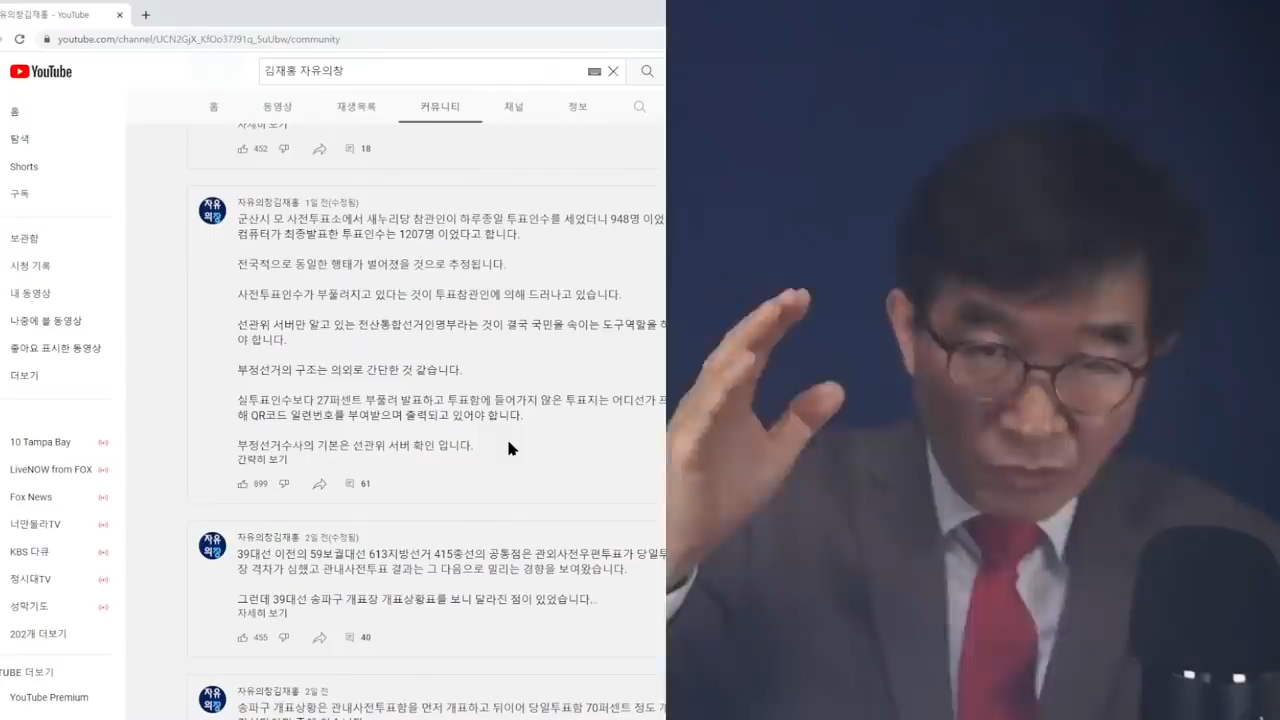 유의창김재홍 - YouTube
youtube.com/channel/UCN2GjX_KfOo37J91q_5uUbw/community
YouTube
김재홍 자유의창
홈
동영상
재생목록
커뮤니티
채널
정보
홈
탐색
Shorts
구독
보관함
시청 기록
내 동영상
나중에 볼 동영상
좋아요 표시한 동영상
더보기
10 Tampa Bay
LiveNOW from FOX
Fox News
너만몰라TV
KBS 다큐
정시대TV
성막기도
202개 더보기
TUBE 더보기
YouTube Premium
자세히 보기
452
18
자유의창
자유의창김재홍 1일 전(수정됨)
군산시 모 사전투표소에서 새누리당 참관인이 하루종일 투표인수를 세었더니 948명 이었
컴퓨터가 최종발표한 투표인수는 1207명 이었다고 합니다.
전국적으로 동일한 행태가 벌어졌을 것으로 추정됩니다.
사전투표인수가 부풀려지고 있다는 것이 투표참관인에 의해 드러나고 있습니다.
선관위 서버만 알고 있는 전산통합선거인명부라는 것이 결국 국민을 속이는 도구역할을 하
야 합니다.
부정선거의 구조는 의외로 간단한 것 같습니다.
실투표인수보다 27퍼센트 부풀려 발표하고 투표함에 들어가지 않은 투표지는 어디선가 프
해 QR코드 일련번호를 부여받으며 출력되고 있어야 합니다.
부정선거수사의 기본은 선관위 서버 확인 입니다.
간략히 보기
899
61
자유의창
자유의창김재홍 2일 전(수정됨)
39대선 이전의 59보궐대선 613지방선거 415총선의 공통점은 관외사전우편투표가 당일투
장 격차가 심했고 관내사전투표 결과는 그 다음으로 밀리는 경향을 보여왔습니다.
그런데 39대선 송파구 개표장 개표상황표를 보니 달라진 점이 있었습니다...
자세히 보기
455
40
자유의창
자유의창김재홍 2일 전
송파구 개표상황은 관내사전투표함을 먼저 개표하고 뒤이어 당일투표함 70퍼센트 정도 개